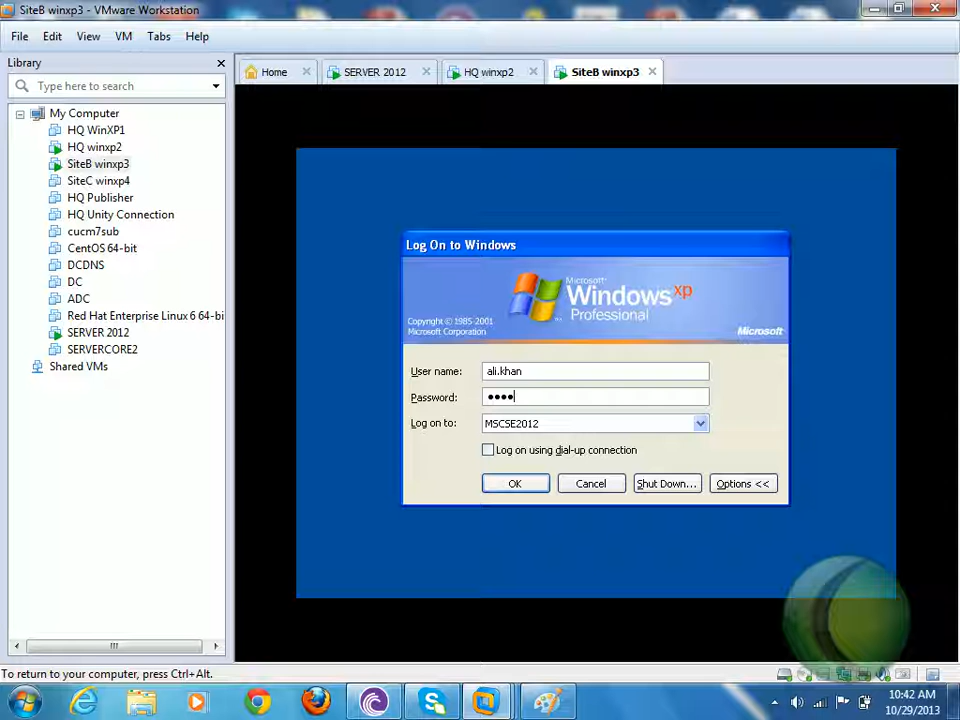 SiteB winxp3 - VMware Workstation
File Edit View VM Tabs Help
Library
Type here to search
Home
SERVER 2012
HQ winxp2
SiteB winxp3
My Computer
HQ WinXP1
HQ winxp2
SiteB winxp3
SiteC winxp4
HQ Publisher
HQ Unity Connection
cucm7sub
CentOS 64-bit
DCDNS
DC
ADC
Red Hat Enterprise Linux 6 64-bi
SERVER 2012
SERVERCORE2
Shared VMs
Log On to Windows
Microsoft
Windows xp
Professional
Copyright © 1985-2001
Microsoft Corporation
Microsoft
User name: ali.khan
Password: ●●●●
Log on to: MSCSE2012
Log on using dial-up connection
OK Cancel Shut Down... Options <<
To return to your computer, press Ctrl+Alt.
10:42 AM
10/29/2013